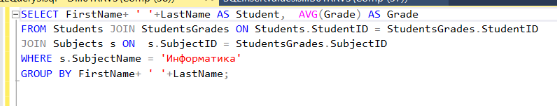 SELECT FirstName+ ' '+LastName AS Student, AVG(Grade) AS Grade
FROM Students JOIN StudentsGrades ON Students.StudentID = StudentsGrades.StudentID
JOIN Subjects s ON s.SubjectID = StudentsGrades.SubjectID
WHERE s.SubjectName = 'Информатика'
GROUP BY FirstName+ ' '+LastName;